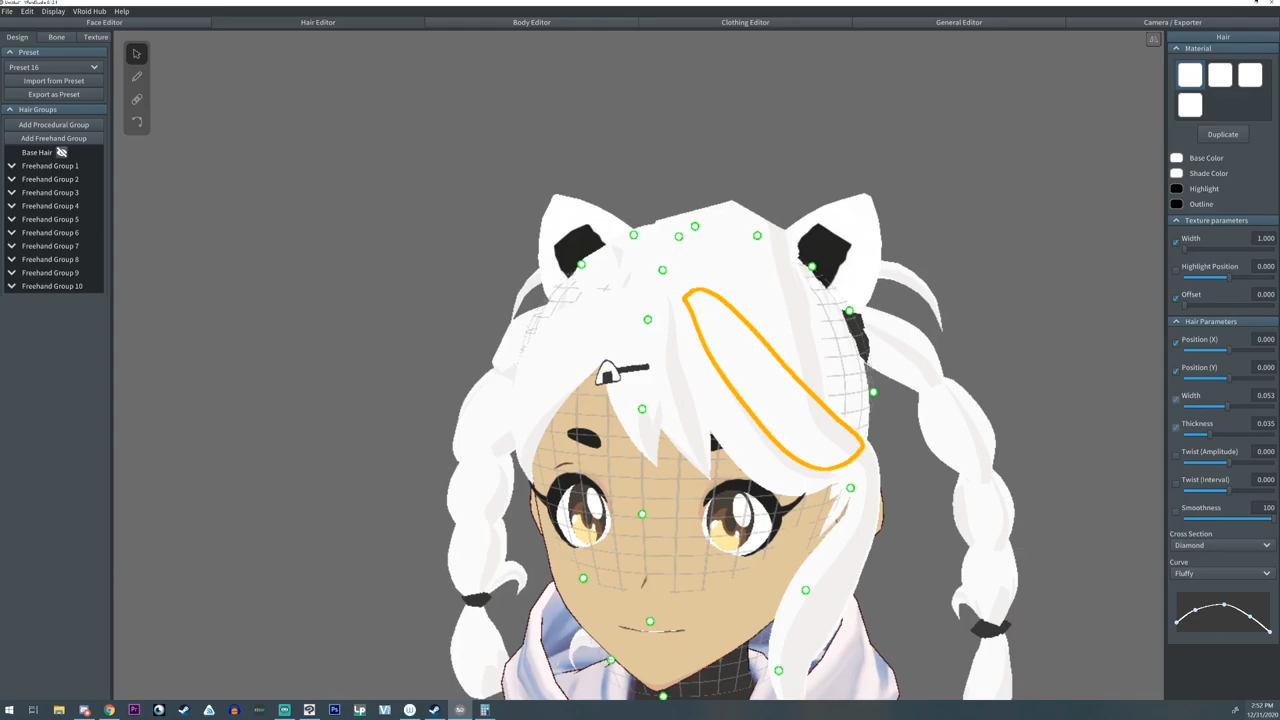 File Edit Display VRoid Hub Help
Face Editor Hair Editor Body Editor Clothing Editor General Editor Camera / Exporter
Design Bone Texture
Preset
Preset 16
Import from Preset
Export as Preset
Hair Groups
Add Procedural Group
Add Freehand Group
Base Hair
Freehand Group 1
Freehand Group 2
Freehand Group 3
Freehand Group 4
Freehand Group 5
Freehand Group 6
Freehand Group 7
Freehand Group 8
Freehand Group 9
Freehand Group 10
Hair
Material
Duplicate
Base Color
Shade Color
Highlight
Outline
Texture parameters
Width 1.000
Highlight Position 0.000
Offset 0.000
Hair Parameters
Position (X) 0.000
Position (Y) 0.000
Width 0.053
Thickness 0.035
Twist (Amplitude) 0.000
Twist (Interval) 0.000
Smoothness 100
Cross Section
Diamond
Curve
Fluffy
2:52 PM
12/31/2020